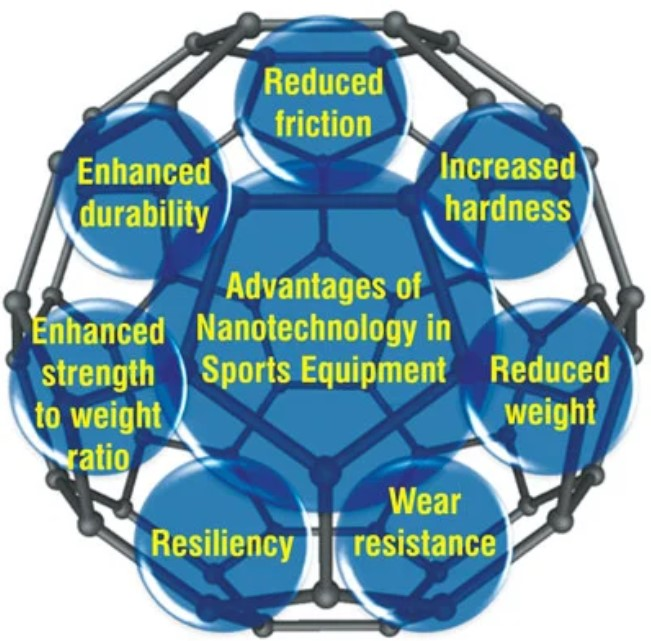 Reduced
friction
Enhanced
durability
Increased
hardness
Advantages of
Nanotechnology in
Sports Equipment
Enhanced
strength
to weight
ratio
Reduced
weight
Resiliency
Wear
resistance